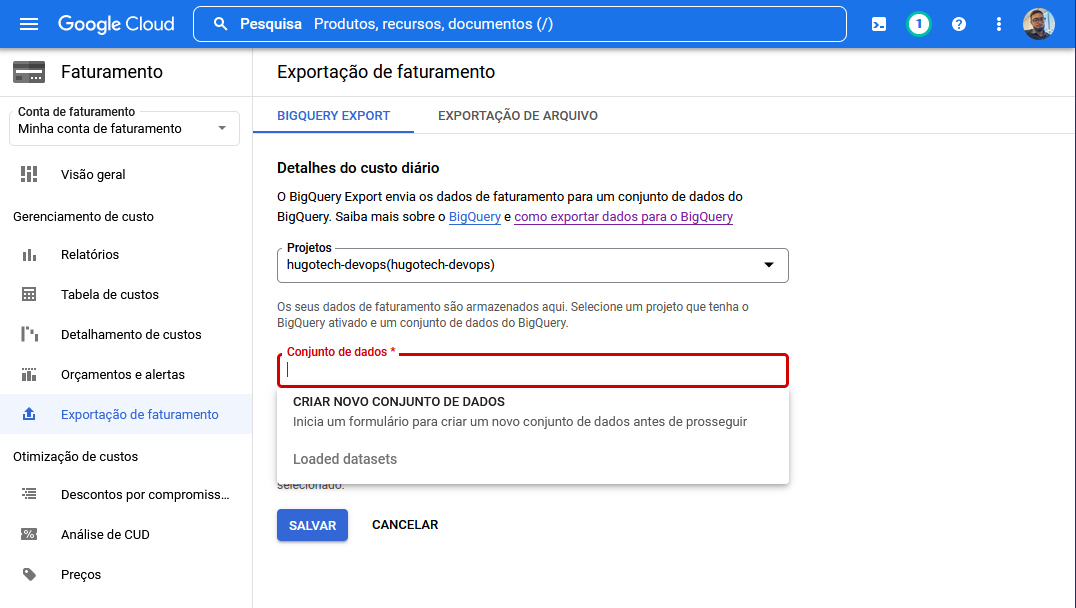 Google Cloud
Pesquisa Produtos, recursos, documentos (/)
1
Faturamento
Conta de faturamento
Minha conta de faturamento
Visão geral
Gerenciamento de custo
Relatórios
Tabela de custos
Detalhamento de custos
Orçamentos e alertas
Exportação de faturamento
Otimização de custos
Descontos por compromiss...
Análise de CUD
Preços
Exportação de faturamento
BIGQUERY EXPORT
EXPORTAÇÃO DE ARQUIVO
Detalhes do custo diário
O BigQuery Export envia os dados de faturamento para um conjunto de dados do
BigQuery. Saiba mais sobre o BigQuery e como exportar dados para o BigQuery
Projetos
hugotech-devops(hugotech-devops)
Os seus dados de faturamento são armazenados aqui. Selecione um projeto que tenha o
BigQuery ativado e um conjunto de dados do BigQuery.
Conjunto de dados *
CRIAR NOVO CONJUNTO DE DADOS
Inicia um formulário para criar um novo conjunto de dados antes de prosseguir
Loaded datasets
selecionado.
SALVAR
CANCELAR